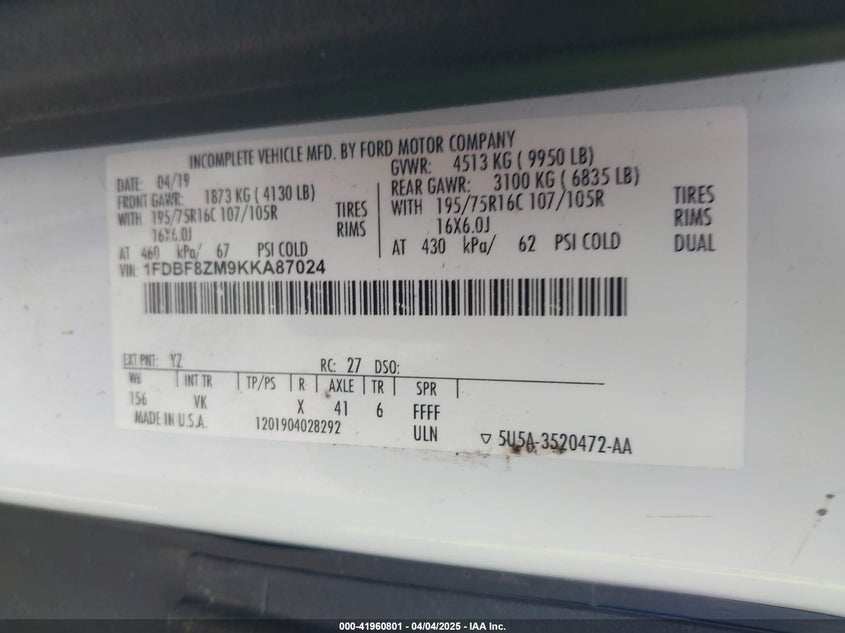 INCOMPLETE VEHICLE MFD. BY FORD MOTOR COMPANY
DATE: 04/19 GVWR: 4513 KG ( 9950 LB)
FRONT GAWR: 1873 KG ( 4130 LB) REAR GAWR: 3100 KG ( 6835 LB)
WITH 195/75R16C 107/105R TIRES WITH 195/75R16C 107/105R TIRES
16X6.0J RIMS 16X6.0J RIMS
AT 460 kPa/ 67 PSI COLD AT 430 kPa/ 62 PSI COLD DUAL
VIN: 1FDBF8ZM9KKA87024
EXT PNT: YZ RC: 27 DSO:
WB INT TR TP/PS R AXLE TR SPR
156 VK X 41 6 FFFF
MADE IN U.S.A. 1201904028292 ULN ▽ 5U5A-3520472-AA
000-41960801 - 04/04/2025 - IAA Inc.